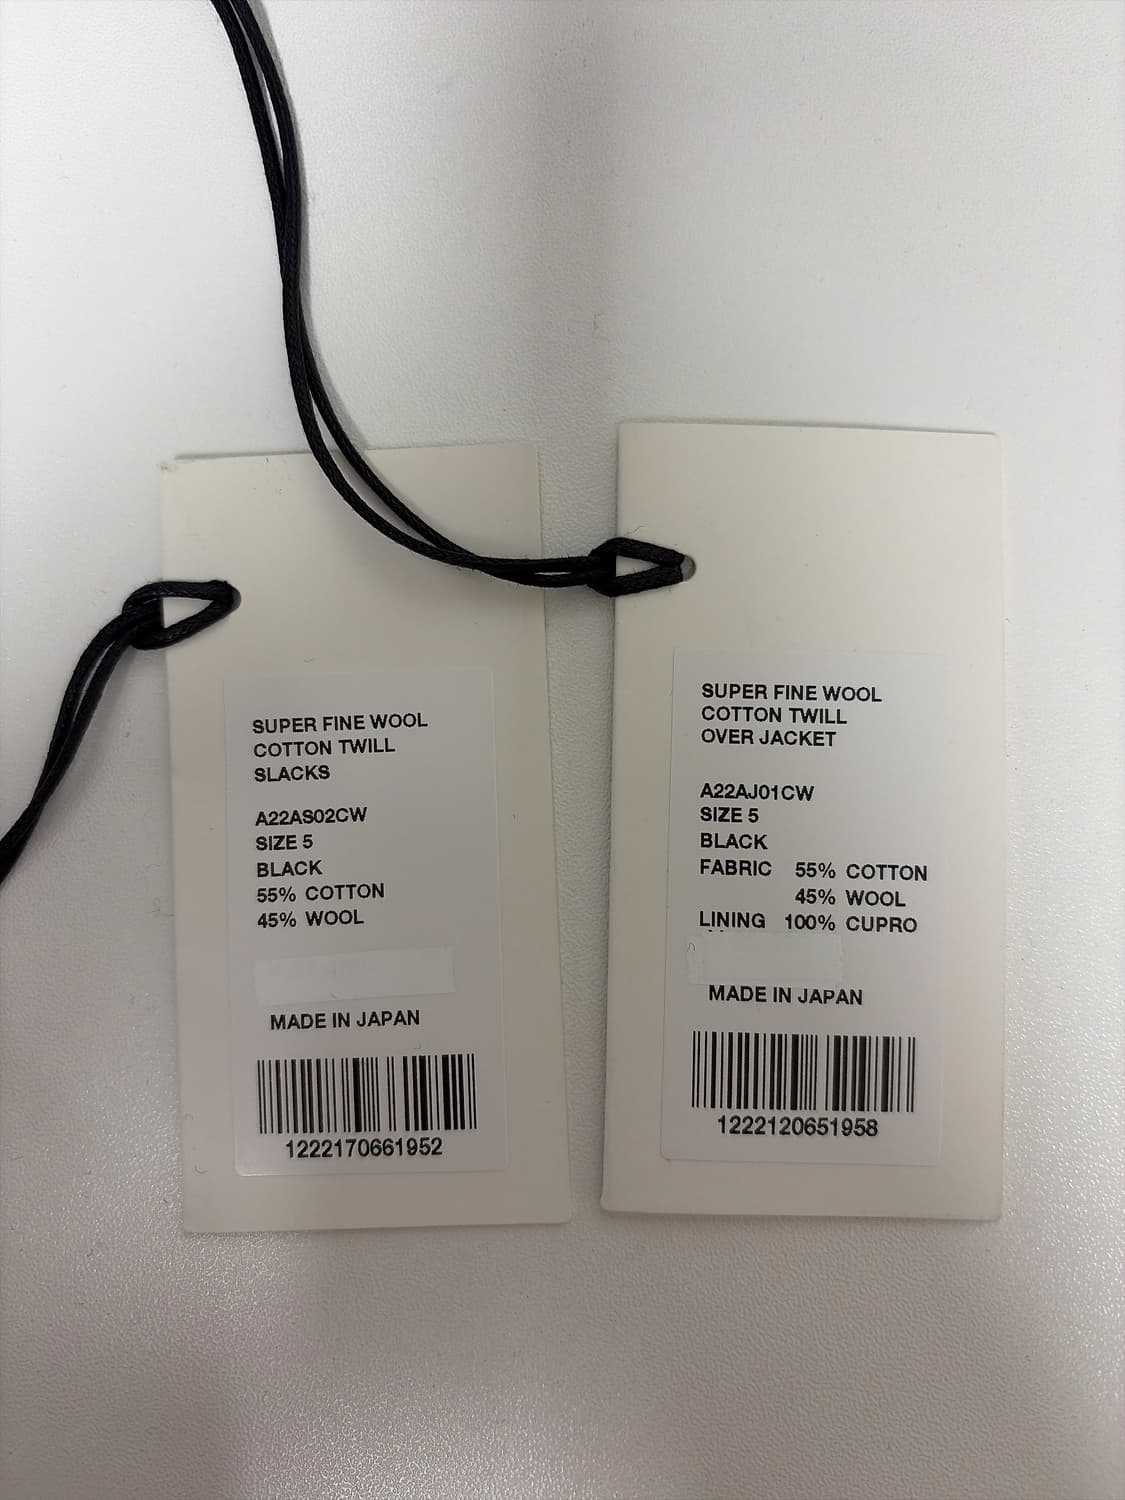 SUPER FINE WOOL
COTTON TWILL
SLACKS
A22AS02CW
SIZE 5
BLACK
55% COTTON
45% WOOL
MADE IN JAPAN
1222170661952
SUPER FINE WOOL
COTTON TWILL
OVER JACKET
A22AJ01CW
SIZE 5
BLACK
FABRIC 55% COTTON
45% WOOL
LINING 100% CUPRO
MADE IN JAPAN
1222120651958